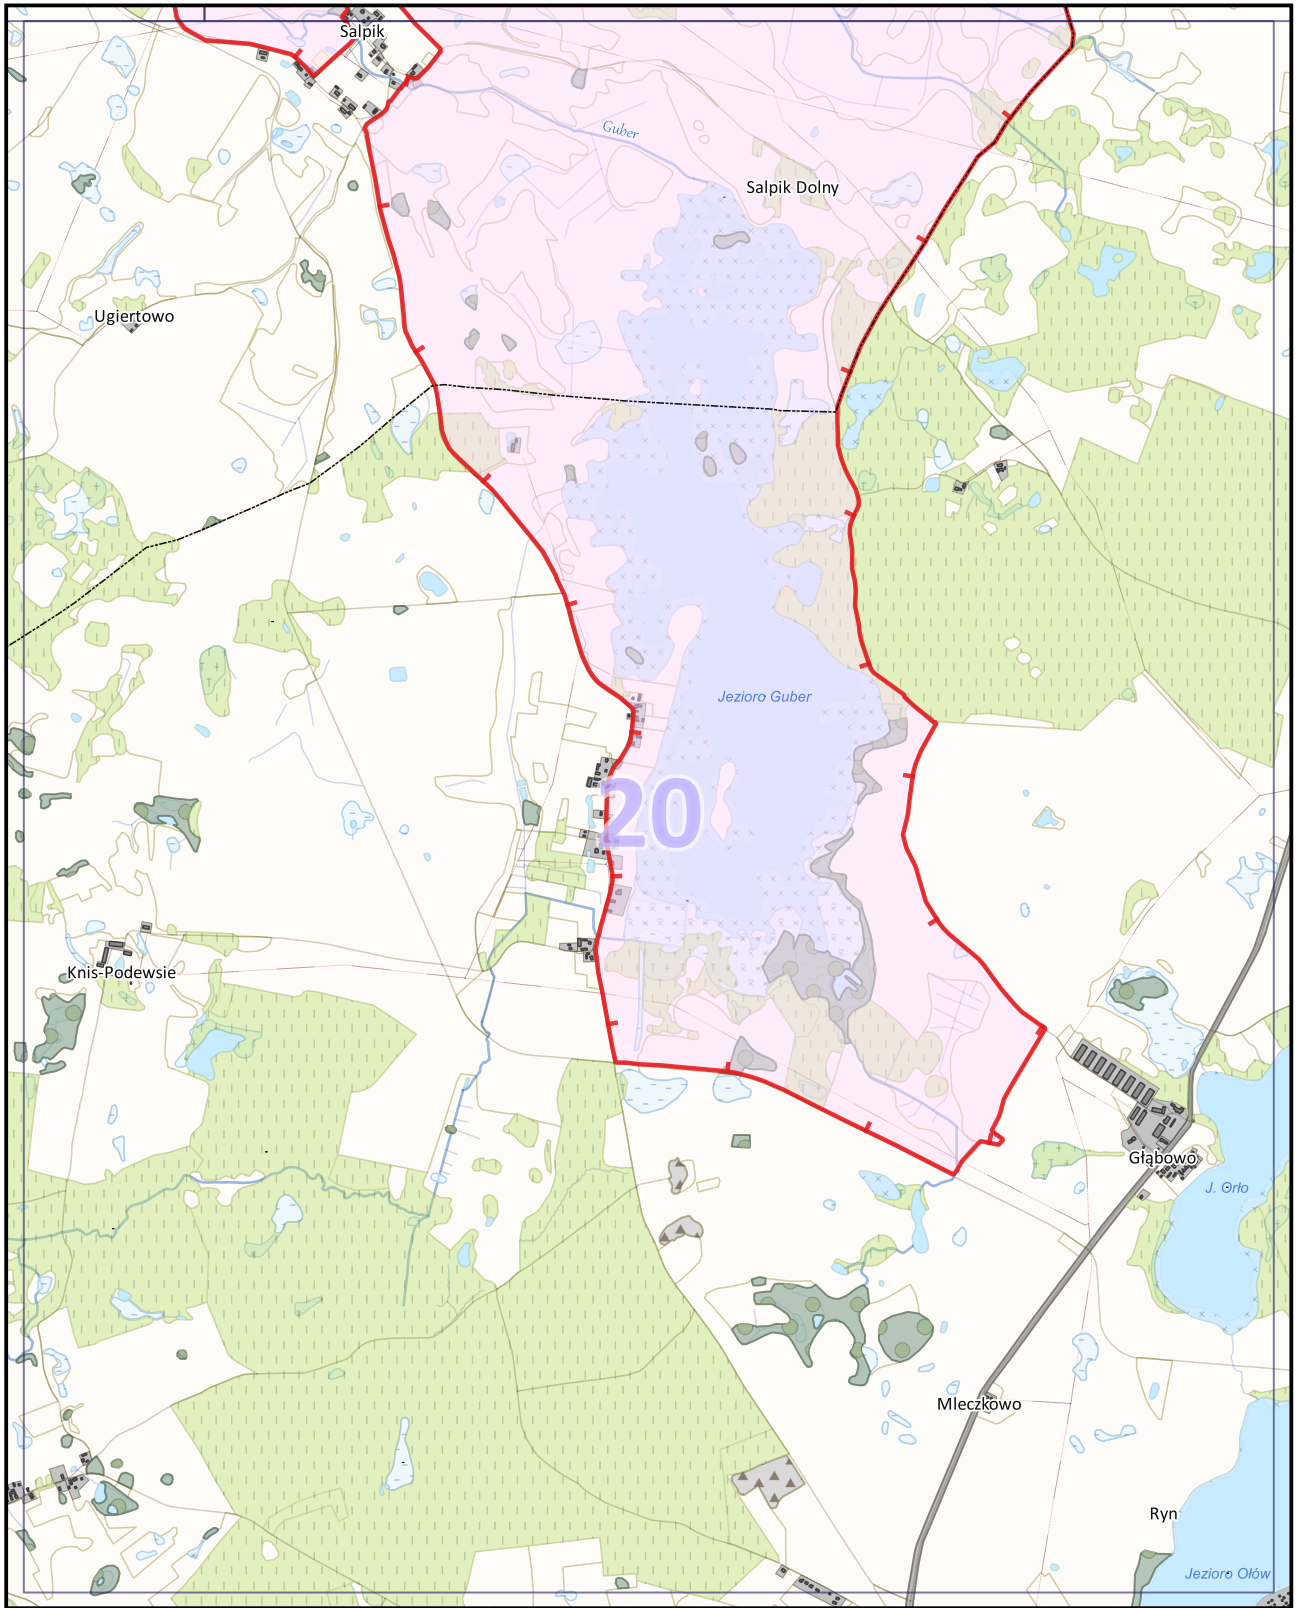 Salpik
Guber
Salpik Dolny
Ugiertowo
Jezioro Guber
20
Knis-Podewsie
Głąbowo
J. Orło
Mleczkowo
Ryn
Jezioro Ołów